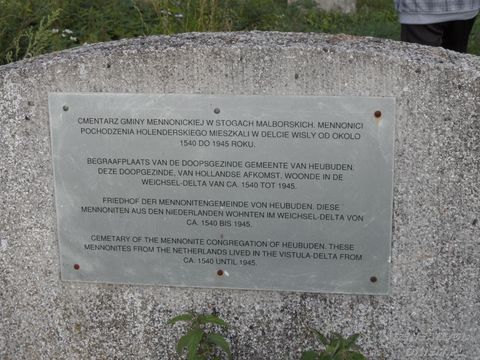 CMENTARZ GMINY MENNONICKIEJ W STOGACH MALBORSKICH. MENNONICI
POCHODZENIA HOLENDERSKIEGO MIESZKALI W DELCIE WISLY OD OKOLO
1540 DO 1945 ROKU.
BEGRAAFPLAATS VAN DE DOOPSGEZINDE GEMEENTE VAN HEUBUDEN.
DEZE DOOPGEZINDE, VAN HOLLANDSE AFKOMST, WOONDE IN DE
WEICHSEL-DELTA VAN CA. 1540 TOT 1945.
FRIEDHOF DER MENNONITENGEMEINDE VON HEUBUDEN. DIESE
MENNONITEN AUS DEN NIEDERLANDEN WOHNTEN IM WEICHSEL-DELTA VON
CA. 1540 BIS 1945.
CEMETARY OF THE MENNONITE CONGREGATION OF HEUBUDEN. THESE
MENNONITES FROM THE NETHERLANDS LIVED IN THE VISTULA-DELTA FROM
CA. 1540 UNTIL 1945.